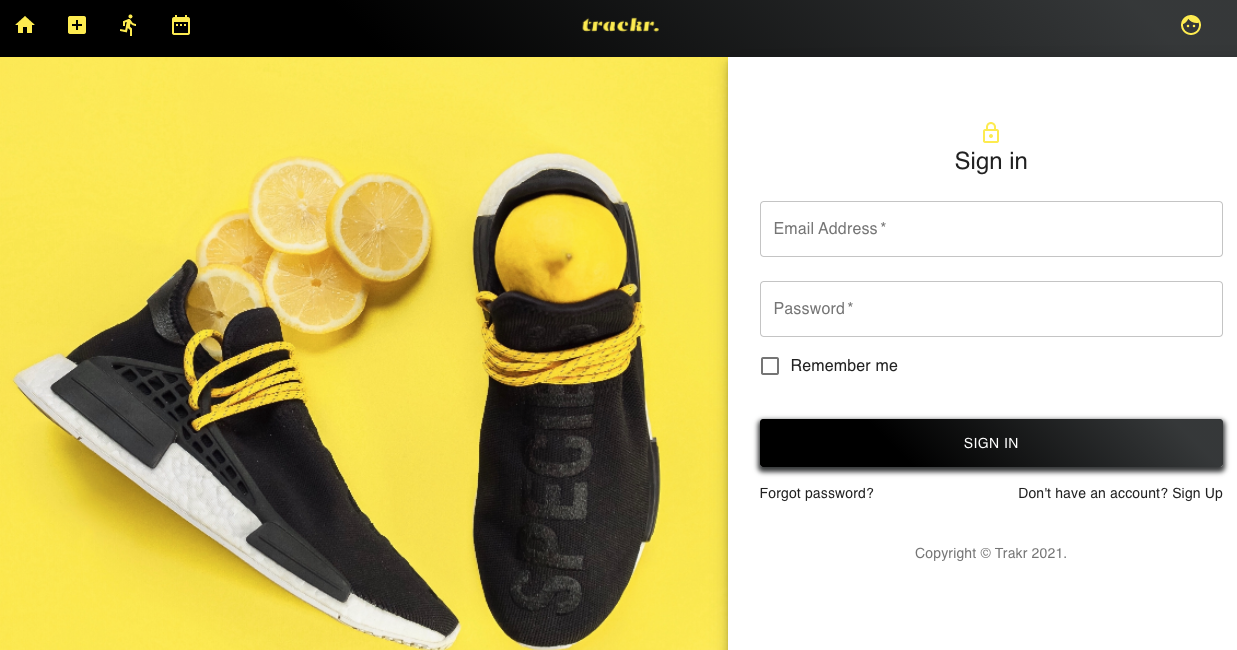 trackr.
Sign in
Email Address *
Password *
Remember me
SIGN IN
Forgot password?
Don't have an account? Sign Up
Copyright © Trakr 2021.